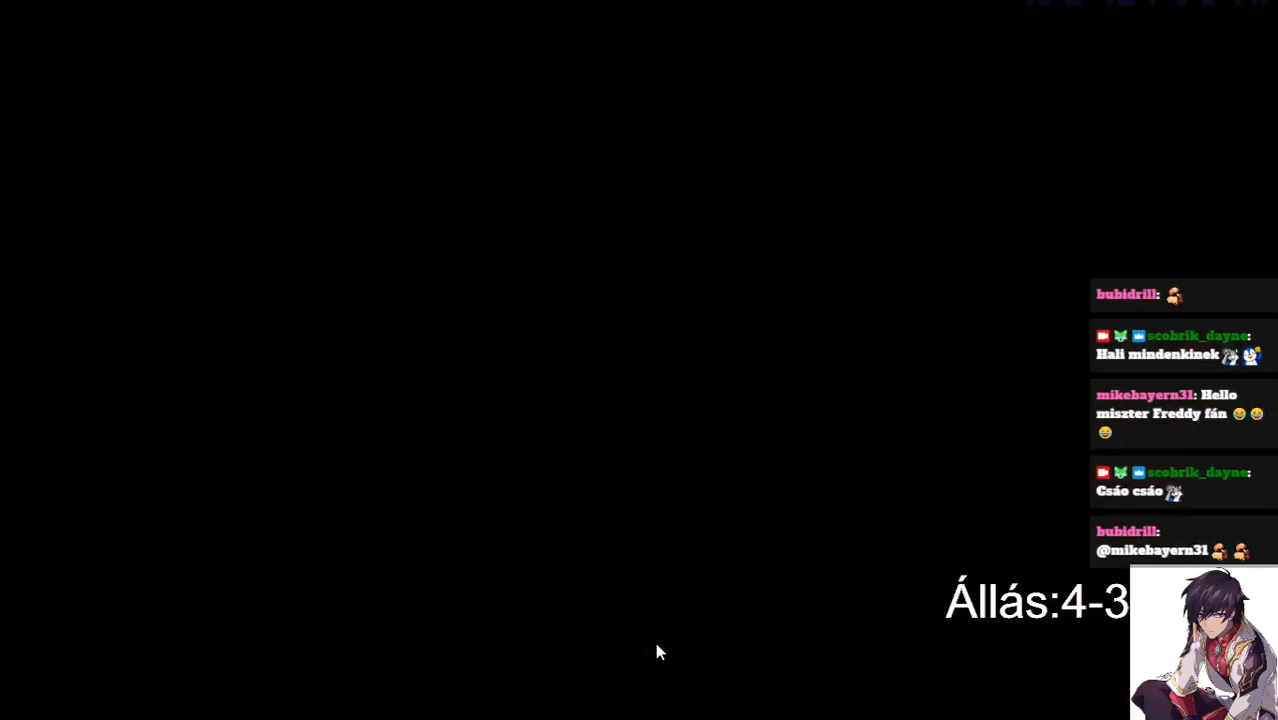 bubidrill:
scobrik_dayne:
Hali mindenkinek
mikebayern31: Hello
miszter Freddy fán 😂 😂
😂
scobrik_dayne:
Csáo csáo
bubidrill:
@mikebayern31
Állás:4-3